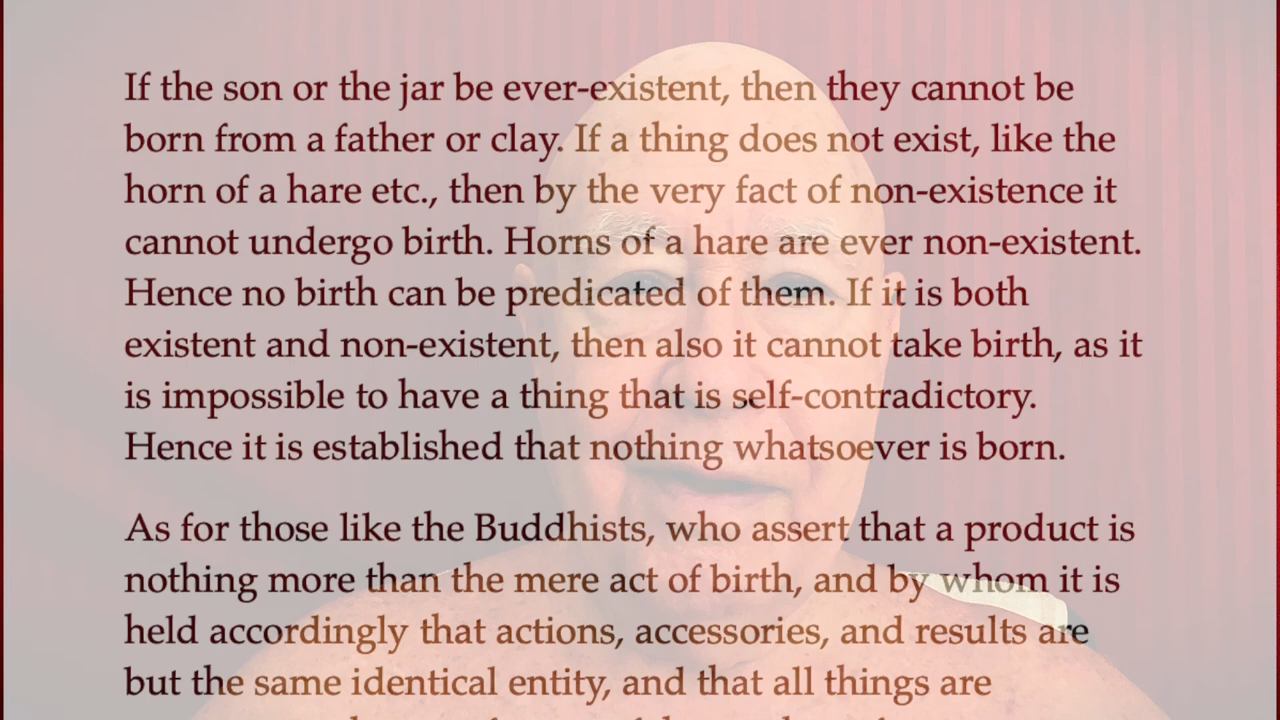 If the son or the jar be ever-existent, then they cannot be
born from a father or clay. If a thing does not exist, like the
horn of a hare etc., then by the very fact of non-existence it
cannot undergo birth. Horns of a hare are ever non-existent.
Hence no birth can be predicated of them. If it is both
existent and non-existent, then also it cannot take birth, as it
is impossible to have a thing that is self-contradictory.
Hence it is established that nothing whatsoever is born.
As for those like the Buddhists, who assert that a product is
nothing more than the mere act of birth, and by whom it is
held accordingly that actions, accessories, and results are
but the same identical entity, and that all things are